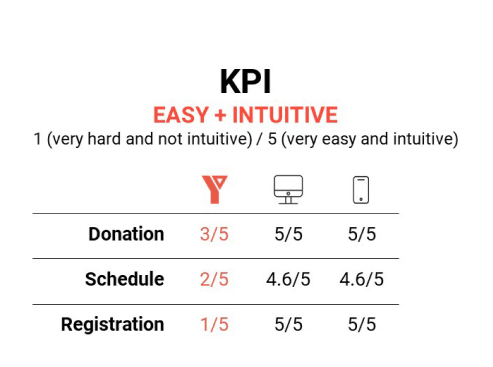 KPI
EASY + INTUITIVE
1 (very hard and not intuitive) / 5 (very easy and intuitive)
Donation 3/5 5/5 5/5
Schedule 2/5 4.6/5 4.6/5
Registration 1/5 5/5 5/5